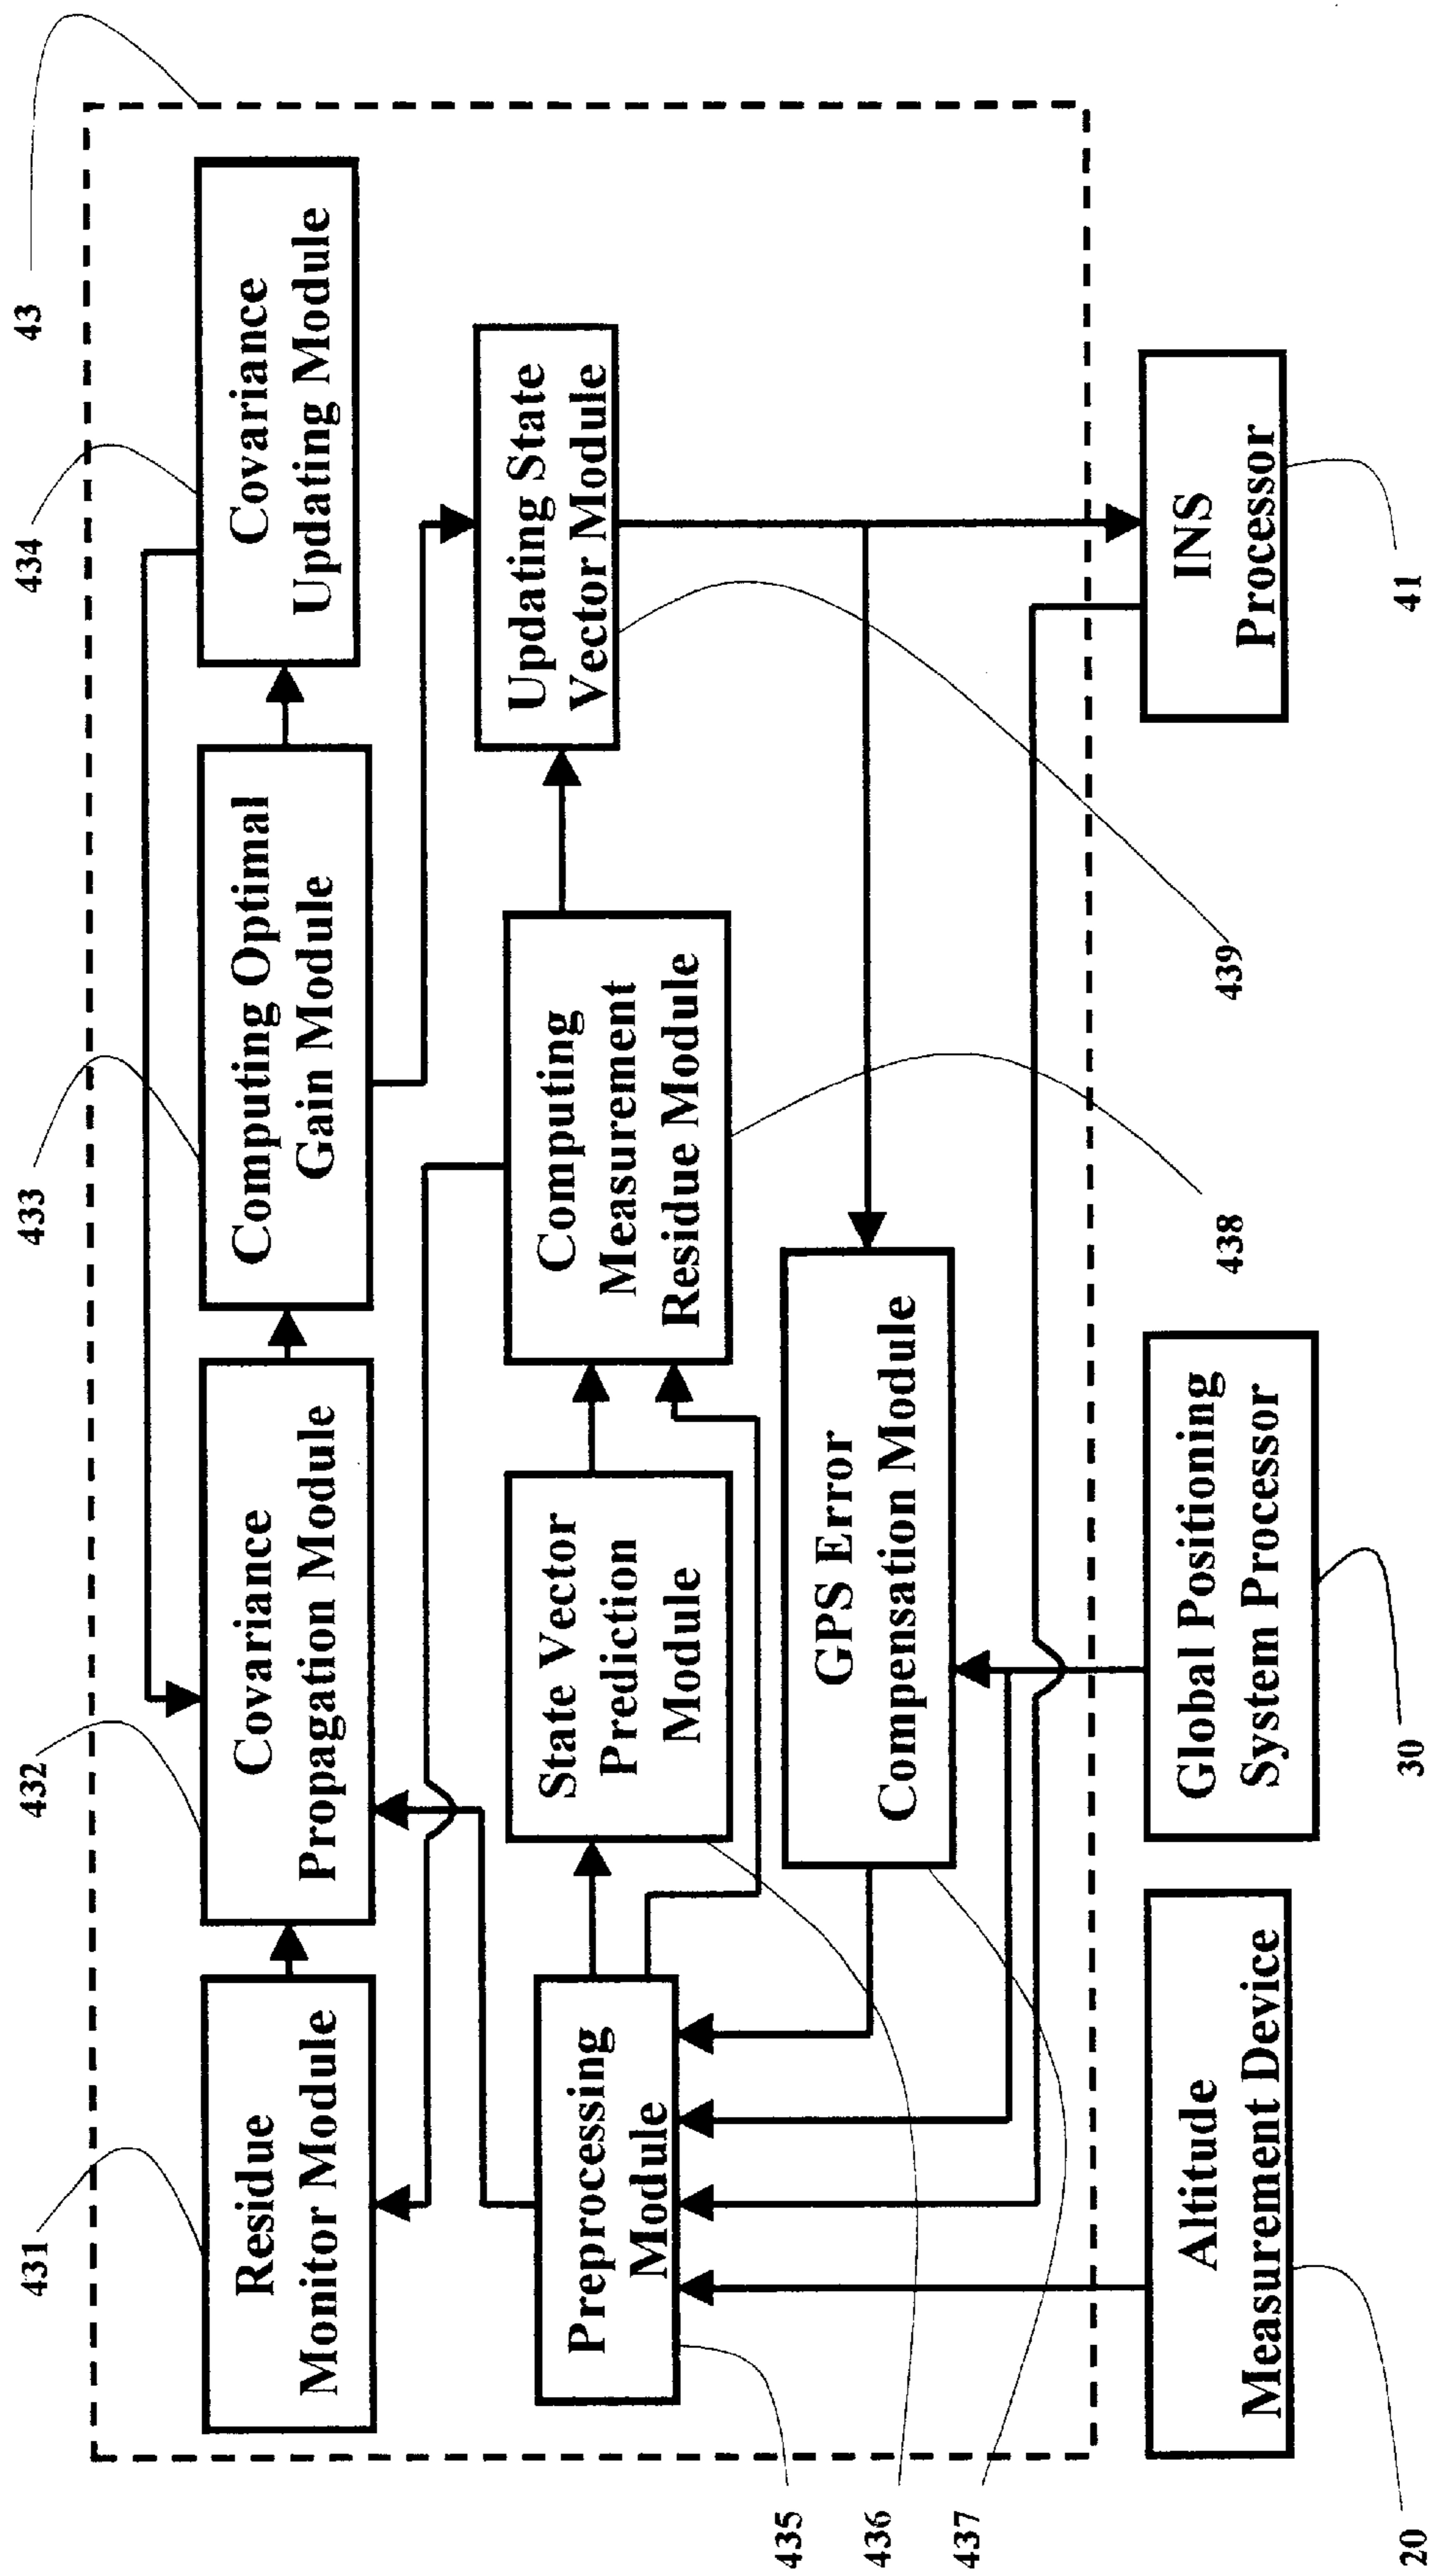 431
432
433
434
43
Residue
Monitor Module
Covariance
Propagation Module
Computing Optimal
Gain Module
Covariance
Updating Module
Preprocessing
Module
State Vector
Prediction
Module
Computing
Measurement
Residue Module
Updating State
Vector Module
GPS Error
Compensation Module
435
436
437
438
439
Altitude
Measurement Device
Global Positioning
System Processor
INS
Processor
20
30
41